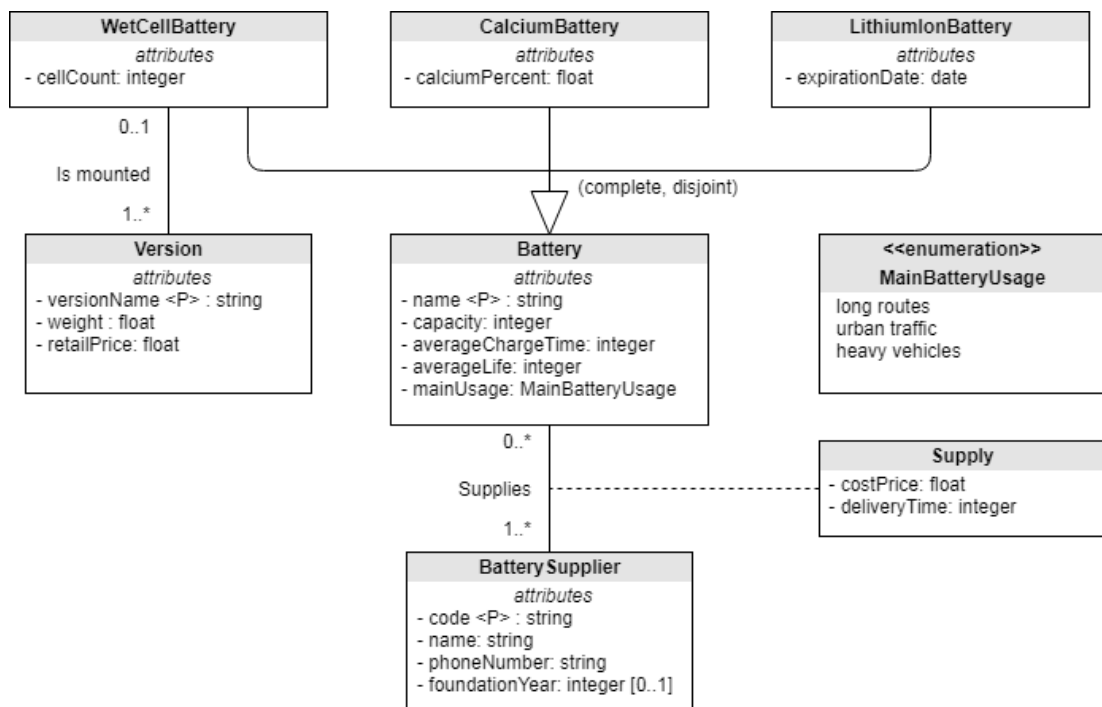 WetCellBattery
attributes
- cellCount: integer
CalciumBattery
attributes
- calciumPercent: float
LithiumIonBattery
attributes
- expirationDate: date
0..1
Is mounted
1..*
(complete, disjoint)
Version
attributes
- versionName <P> : string
- weight : float
- retailPrice: float
Battery
attributes
- name <P> : string
- capacity: integer
- averageChargeTime: integer
- averageLife: integer
- mainUsage: MainBatteryUsage
<<enumeration>>
MainBatteryUsage
long routes
urban traffic
heavy vehicles
0..*
Supplies
1..*
Supply
- costPrice: float
- deliveryTime: integer
BatterySupplier
attributes
- code <P> : string
- name: string
- phoneNumber: string
- foundationYear: integer [0..1]